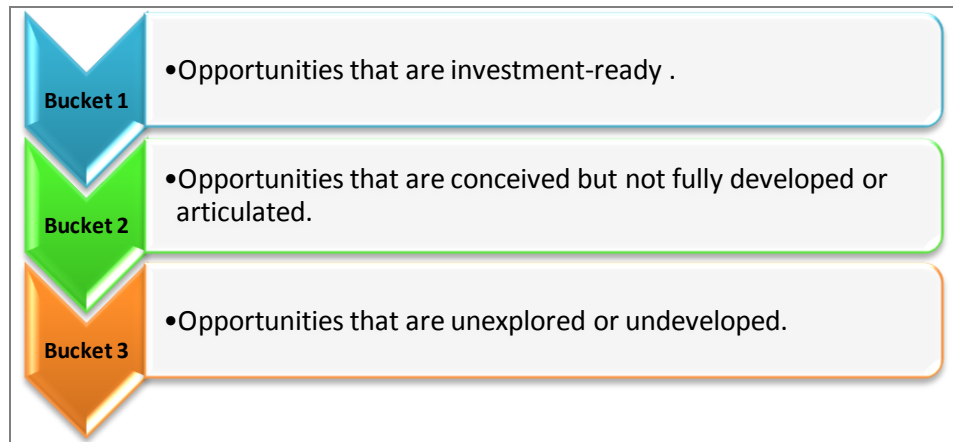 Bucket 1
•Opportunities that are investment-ready .
Bucket 2
•Opportunities that are conceived but not fully developed or
articulated.
Bucket 3
•Opportunities that are unexplored or undeveloped.